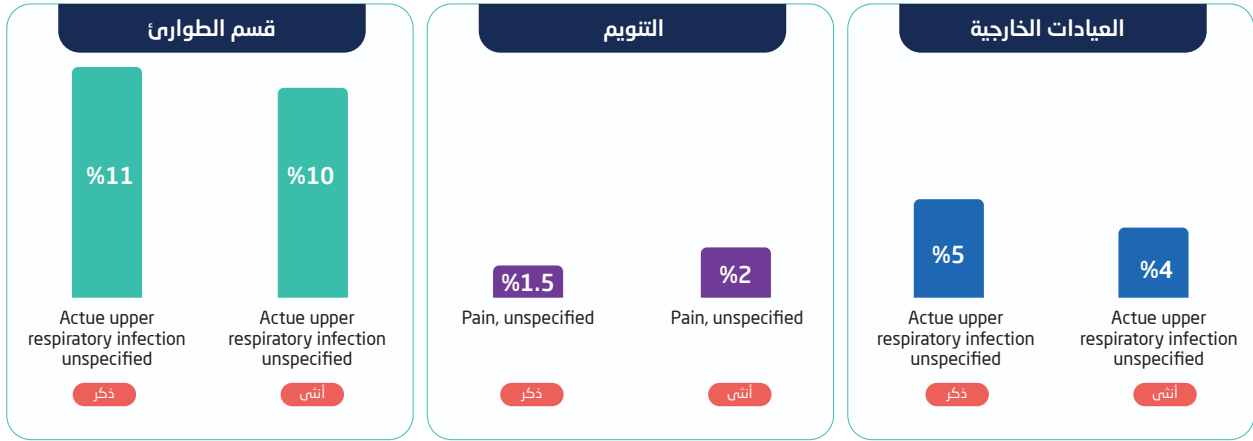 العيادات الخارجية
%5
%4
Actue upper
respiratory infection
unspecified
Actue upper
respiratory infection
unspecified
ذكر
أنثى
التنويم
%1.5
%2
Pain, unspecified
Pain, unspecified
ذكر
أنثى
قسم الطوارئ
%11
%10
Actue upper
respiratory infection
unspecified
Actue upper
respiratory infection
unspecified
ذكر
أنثى